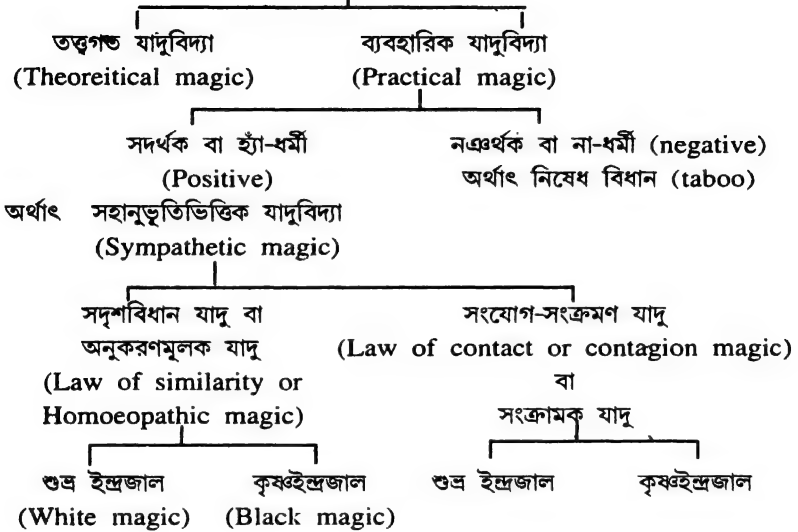 তত্ত্বগত যাদুবিদ্যা ব্যবহারিক যাদুবিদ্যা
(Theoreitical magic) (Practical magic)
সদর্থক বা হ্যাঁ-ধর্মী নঞর্থক বা না-ধর্মী (negative)
(Positive) অর্থাৎ নিষেধ বিধান (taboo)
অর্থাৎ সহানুভূতিভিত্তিক যাদুবিদ্যা
(Sympathetic magic)
সদৃশবিধান যাদু বা সংযোগ-সংক্রমণ যাদু
অনুকরণমূলক যাদু (Law of contact or contagion magic)
(Law of similarity or বা
Homoeopathic magic) সংক্রামক যাদু
শুভ্র ইন্দ্রজাল কৃষ্ণইন্দ্রজাল শুভ্র ইন্দ্রজাল কৃষ্ণইন্দ্রজাল
(White magic) (Black magic)